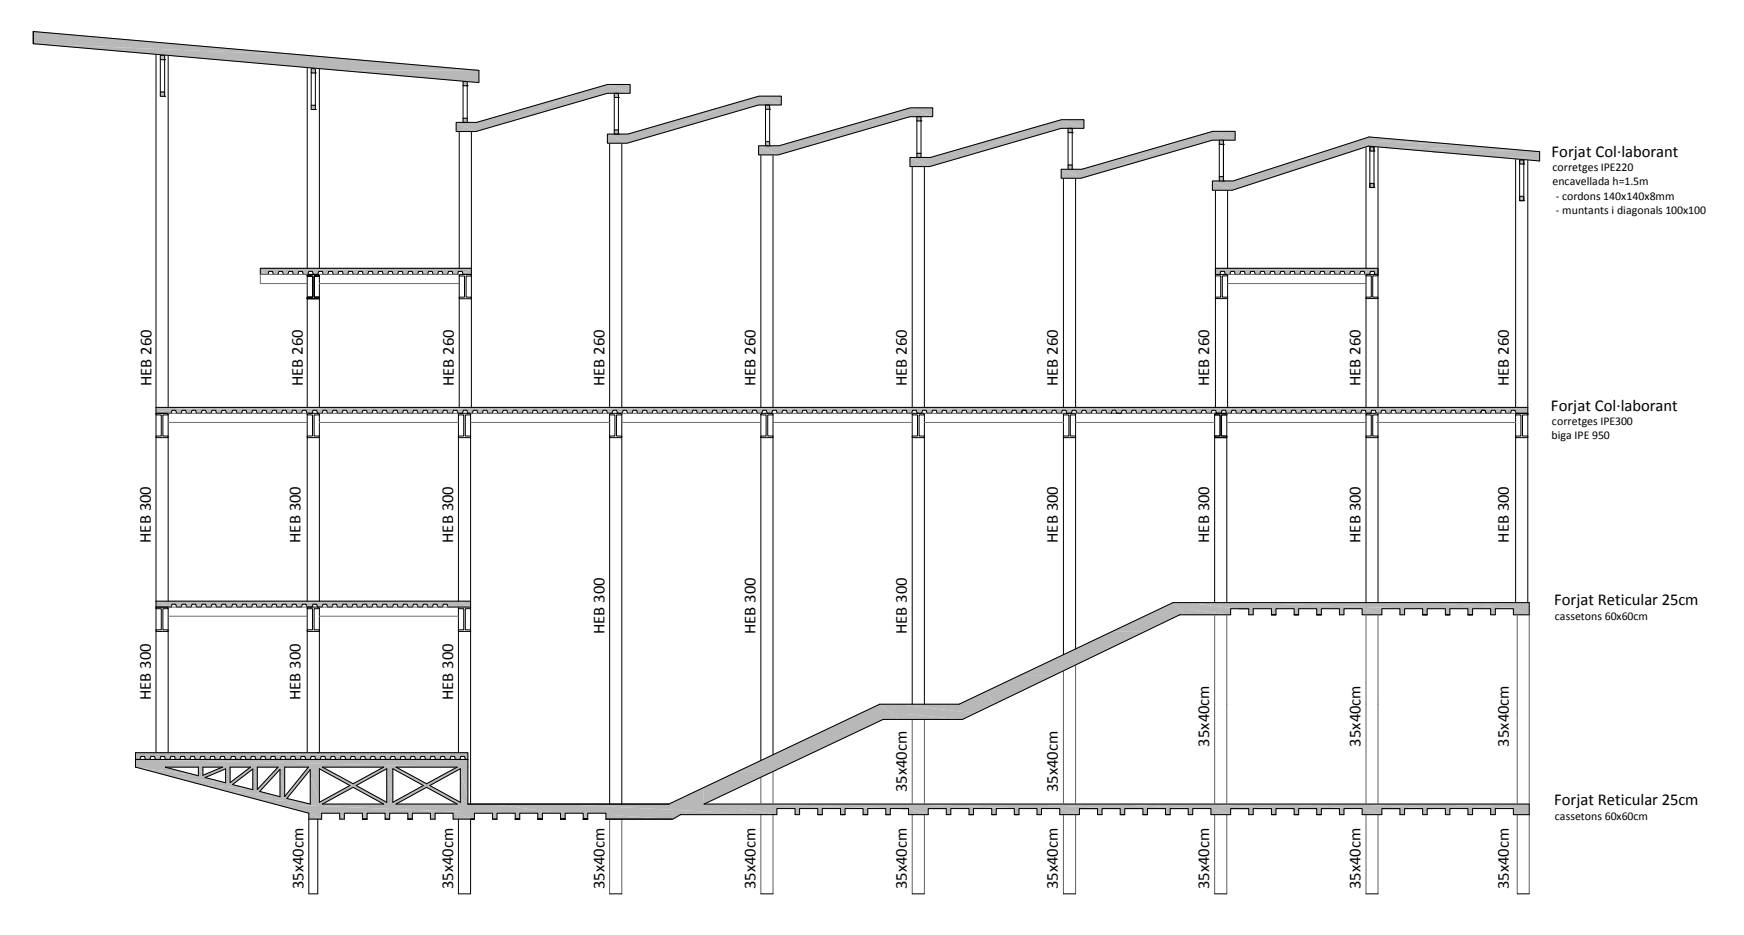 Forjat Col·laborant
corretges IPE220
encavellada h=1.5m
- cordons 140x140x8mm
- muntants i diagonals 100x100
HEB 260
HEB 260
HEB 260
HEB 260
HEB 260
HEB 260
HEB 260
HEB 260
HEB 260
HEB 260
Forjat Col·laborant
corretges IPE300
biga IPE 950
HEB 300
HEB 300
HEB 300
HEB 300
HEB 300
HEB 300
HEB 300
HEB 300
HEB 300
HEB 300
Forjat Reticular 25cm
cassetons 60x60cm
HEB 300
HEB 300
HEB 300
35x40cm
35x40cm
35x40cm
35x40cm
35x40cm
Forjat Reticular 25cm
cassetons 60x60cm
35x40cm
35x40cm
35x40cm
35x40cm
35x40cm
35x40cm
35x40cm
35x40cm
35x40cm